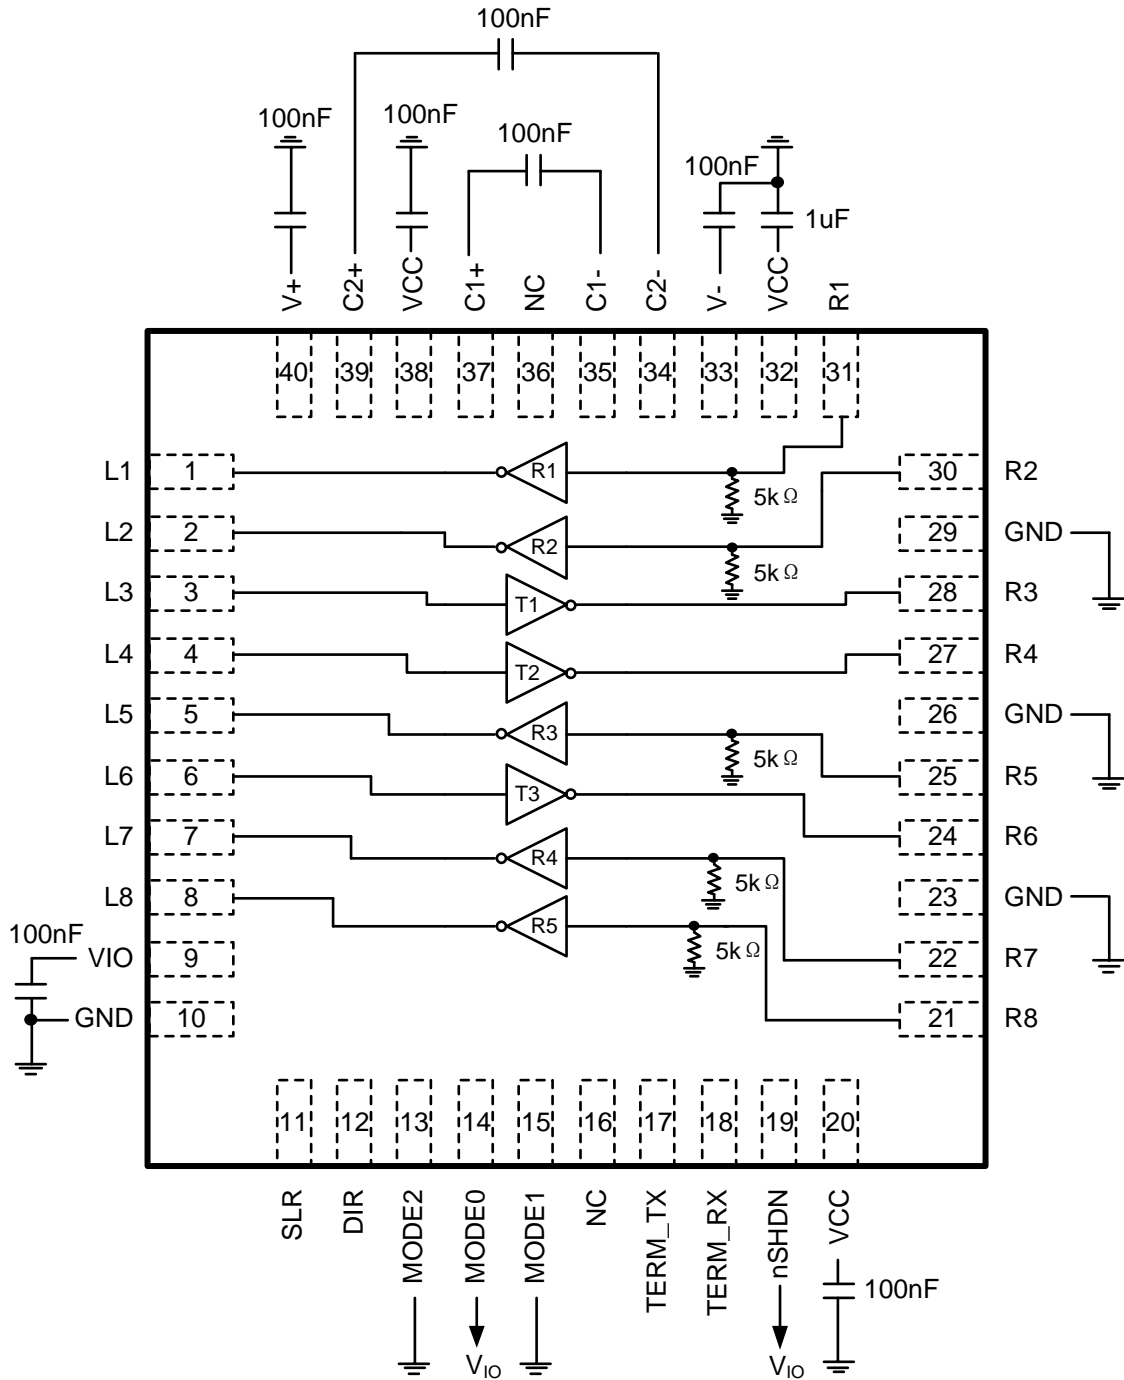 100nF
100nF
100nF
100nF
100nF
1uF
V+
C2+
VCC
C1+
NC
C1-
C2-
V-
VCC
R1
40
39
38
37
36
35
34
33
32
31
L1
1
R1
5kΩ
30
R2
L2
2
R2
5kΩ
29
GND
L3
3
T1
28
R3
L4
4
T2
27
R4
L5
5
R3
5kΩ
26
GND
L6
6
T3
25
R5
L7
7
R4
5kΩ
24
R6
L8
8
R5
5kΩ
23
GND
100nF
VIO
9
22
R7
GND
10
21
R8
11
12
13
14
15
16
17
18
19
20
SLR
DIR
MODE2
MODE0
MODE1
NC
TERM_TX
TERM_RX
nSHDN
VCC
100nF
VIO
VIO